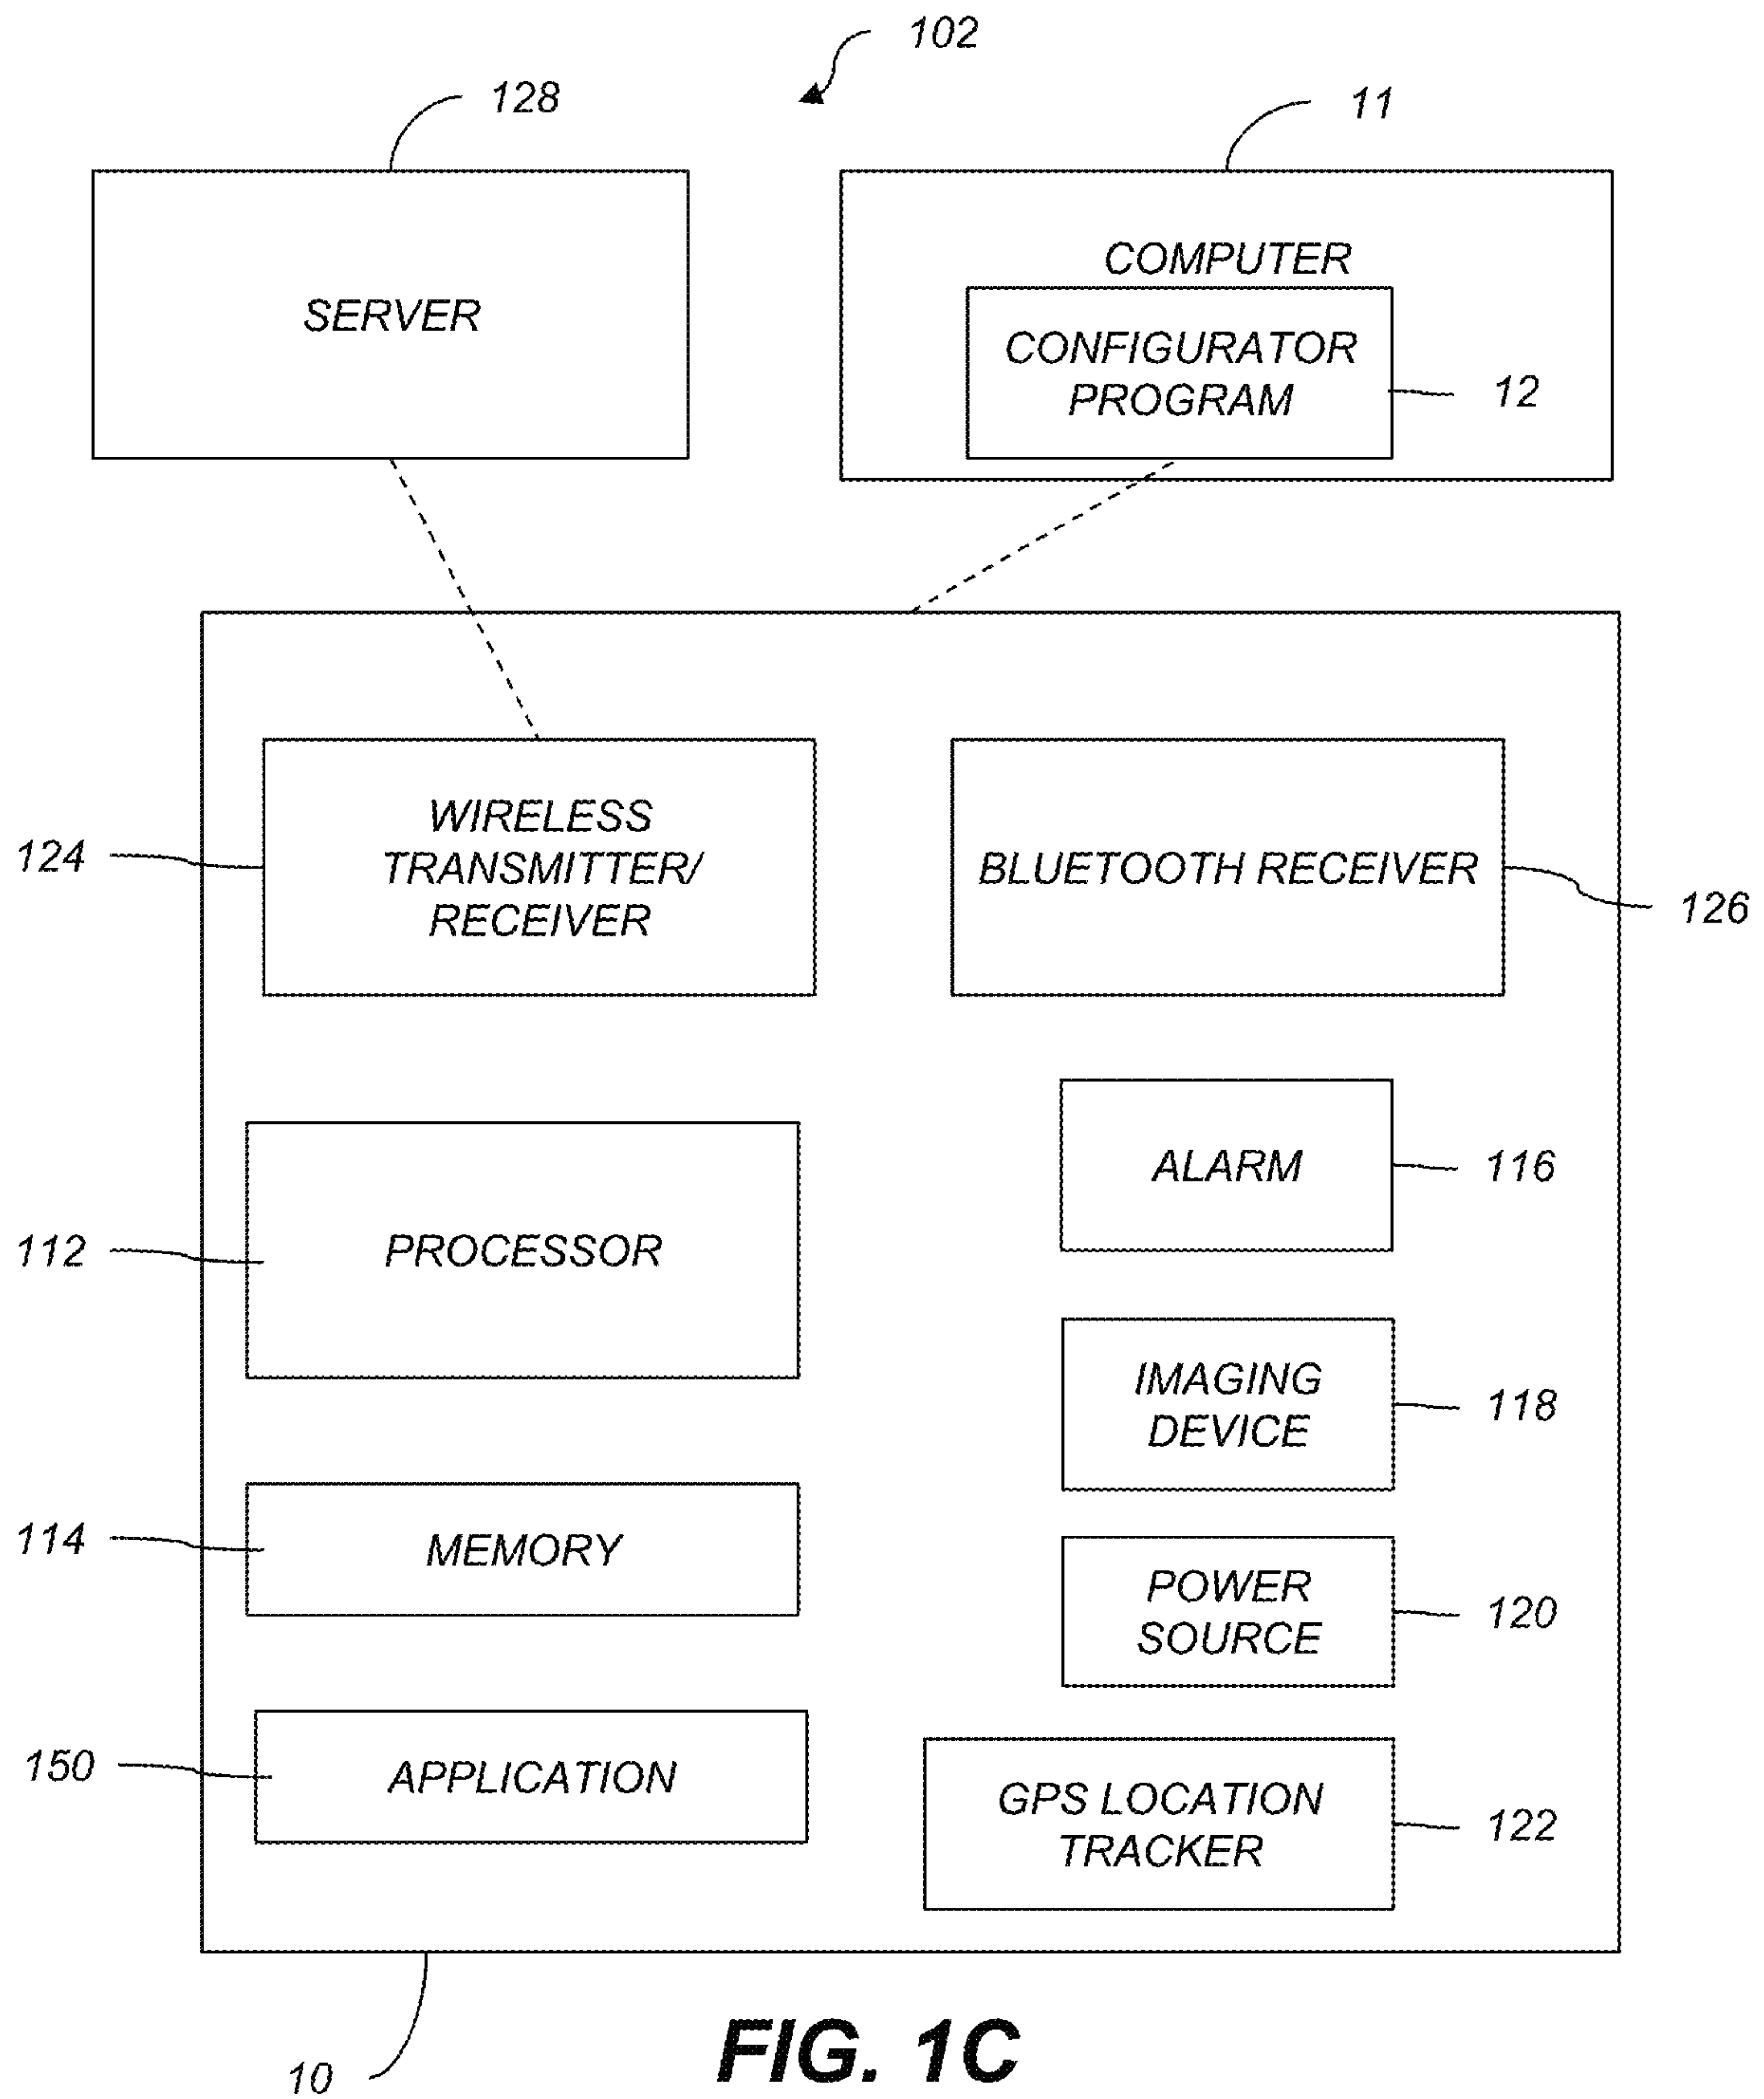 102
128
11
SERVER
COMPUTER
CONFIGURATOR
PROGRAM
12
WIRELESS
TRANSMITTER/
RECEIVER
124
BLUETOOTH RECEIVER
126
PROCESSOR
112
ALARM
116
IMAGING
DEVICE
118
MEMORY
114
POWER
SOURCE
120
APPLICATION
150
GPS LOCATION
TRACKER
122
10
FIG. 1C